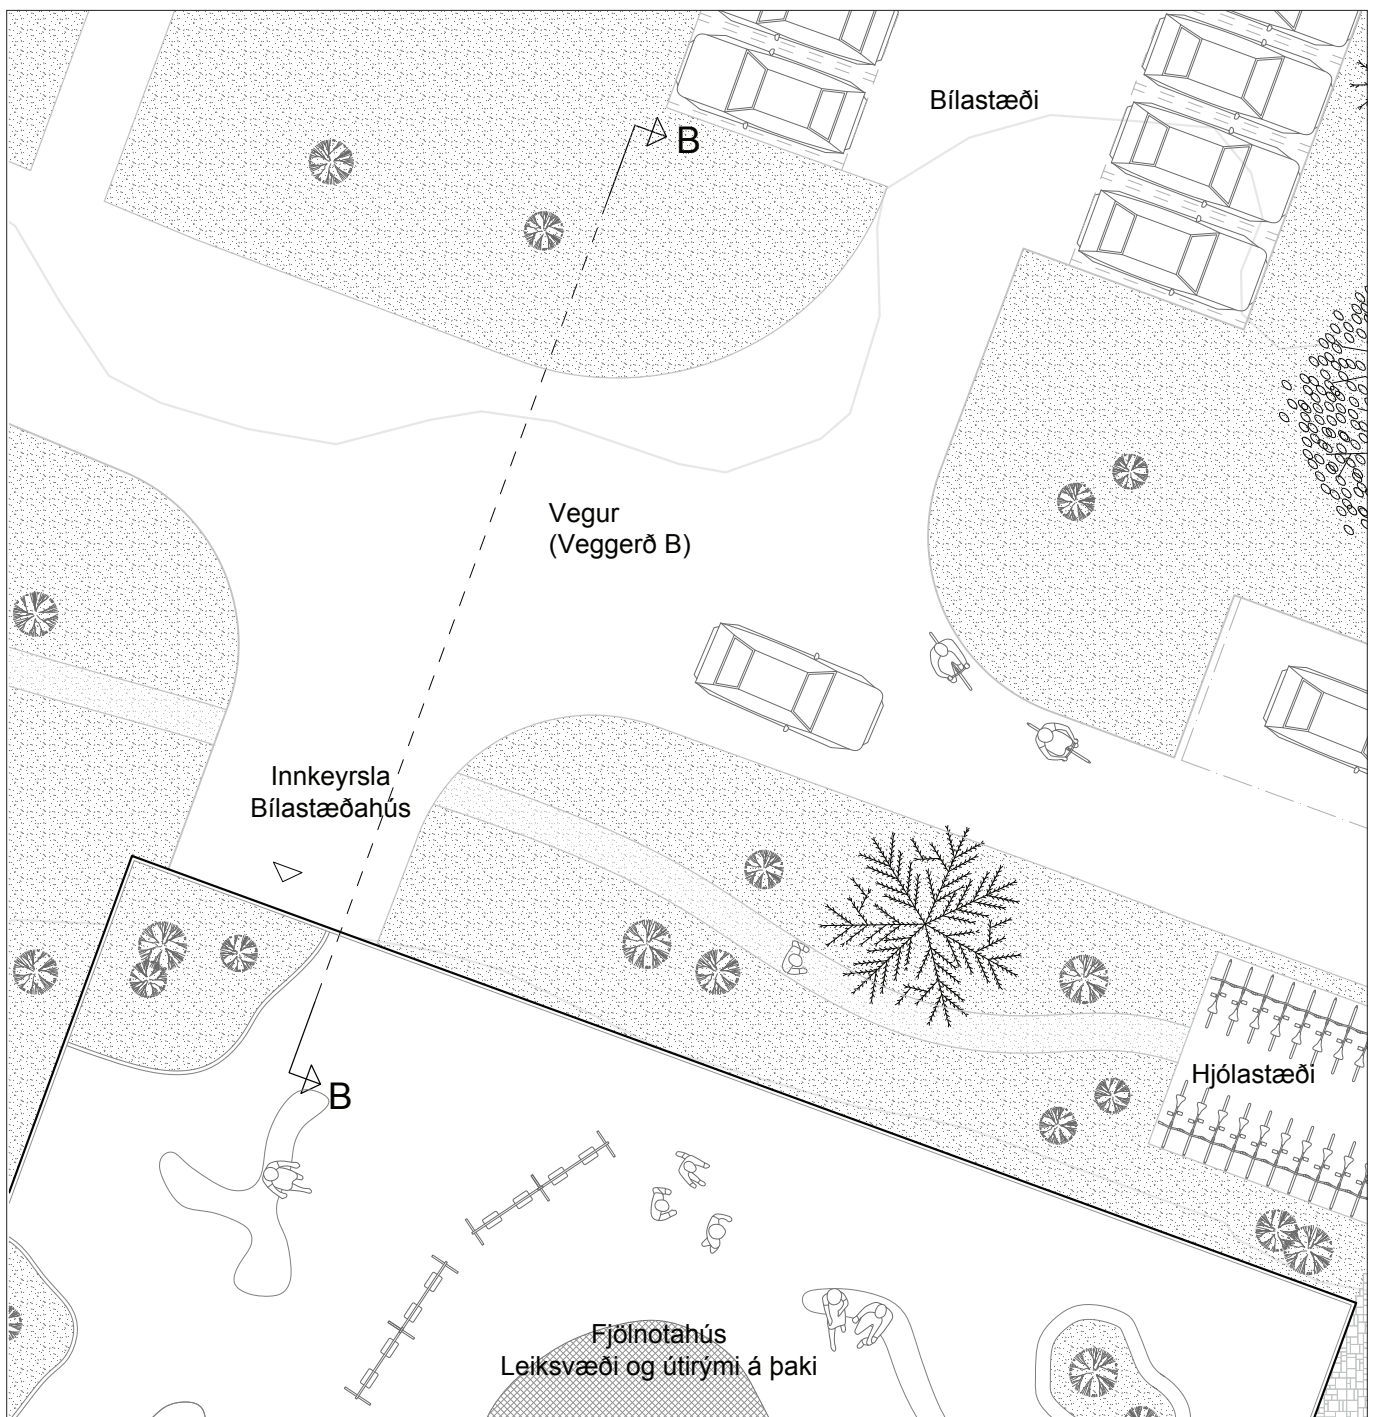 Bílastæði
B
Vegur
(Veggerð B)
Innkeyrsla
Bílastæðahús
Hjólastæði
B
Fjölnotahús
Leiksvæði og útirými á þaki